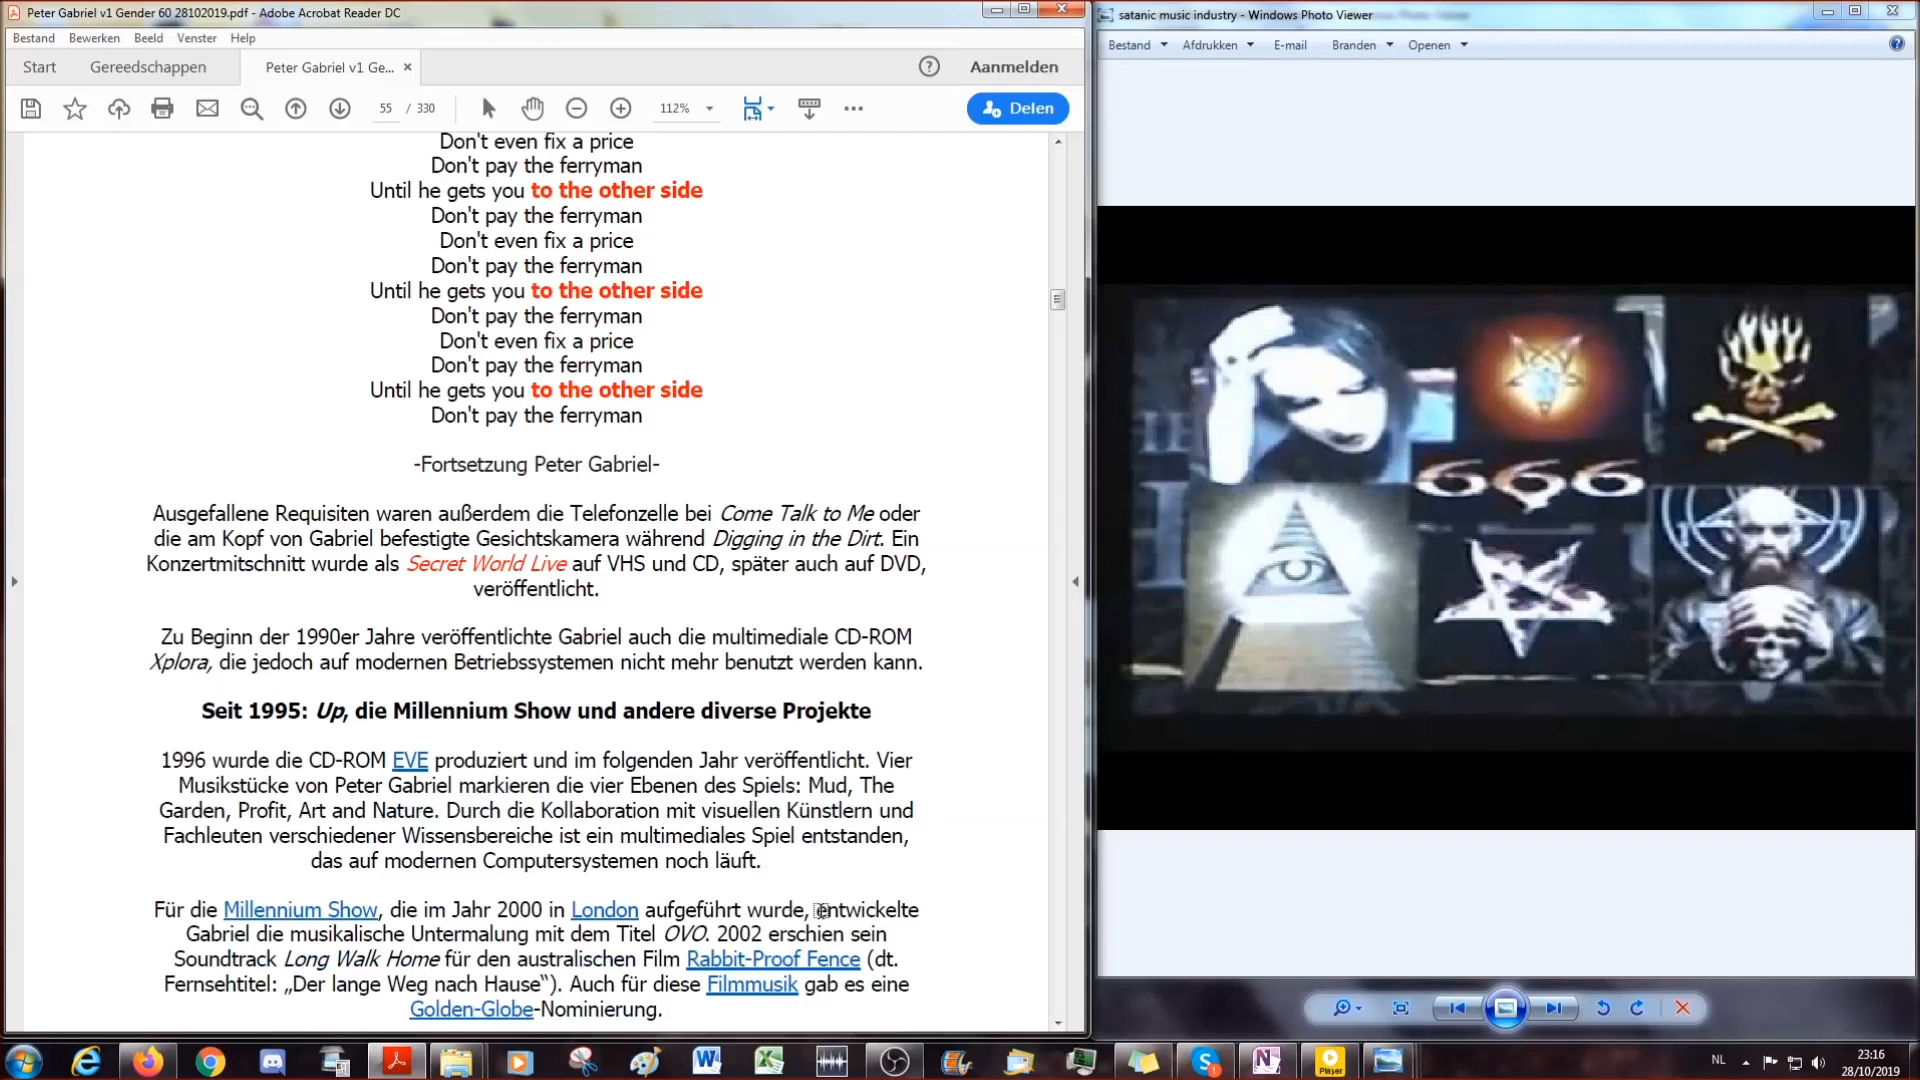 Peter Gabriel v1 Gender 60 28102019.pdf - Adobe Acrobat Reader DC
Bestand Bewerken Beeld Venster Help
Start Gereedschappen Peter Gabriel v1 Ge... Aanmelden
55 / 330 112% Delen
Don't even fix a price
Don't pay the ferryman
Until he gets you to the other side
Don't pay the ferryman
Don't even fix a price
Don't pay the ferryman
Until he gets you to the other side
Don't pay the ferryman
Don't even fix a price
Don't pay the ferryman
Until he gets you to the other side
Don't pay the ferryman
-Fortsetzung Peter Gabriel-
Ausgefallene Requisiten waren außerdem die Telefonzelle bei Come Talk to Me oder
die am Kopf von Gabriel befestigte Gesichtskamera während Digging in the Dirt. Ein
Konzertmitschnitt wurde als Secret World Live auf VHS und CD, später auch auf DVD,
veröffentlicht.
Zu Beginn der 1990er Jahre veröffentlichte Gabriel auch die multimediale CD-ROM
Xplora, die jedoch auf modernen Betriebssystemen nicht mehr benutzt werden kann.
Seit 1995: Up, die Millennium Show und andere diverse Projekte
1996 wurde die CD-ROM EVE produziert und im folgenden Jahr veröffentlicht. Vier
Musikstücke von Peter Gabriel markieren die vier Ebenen des Spiels: Mud, The
Garden, Profit, Art and Nature. Durch die Kollaboration mit visuellen Künstlern und
Fachleuten verschiedener Wissensbereiche ist ein multimediales Spiel entstanden,
das auf modernen Computersystemen noch läuft.
Für die Millennium Show, die im Jahr 2000 in London aufgeführt wurde, entwickelte
Gabriel die musikalische Untermalung mit dem Titel OVO. 2002 erschien sein
Soundtrack Long Walk Home für den australischen Film Rabbit-Proof Fence (dt.
Fernsehtitel: „Der lange Weg nach Hause“). Auch für diese Filmmusik gab es eine
Golden-Globe-Nominierung.
satanic music industry - Windows Photo Viewer
Bestand Afdrukken E-mail Branden Openen
666
Player
NL
23:16
28/10/2019